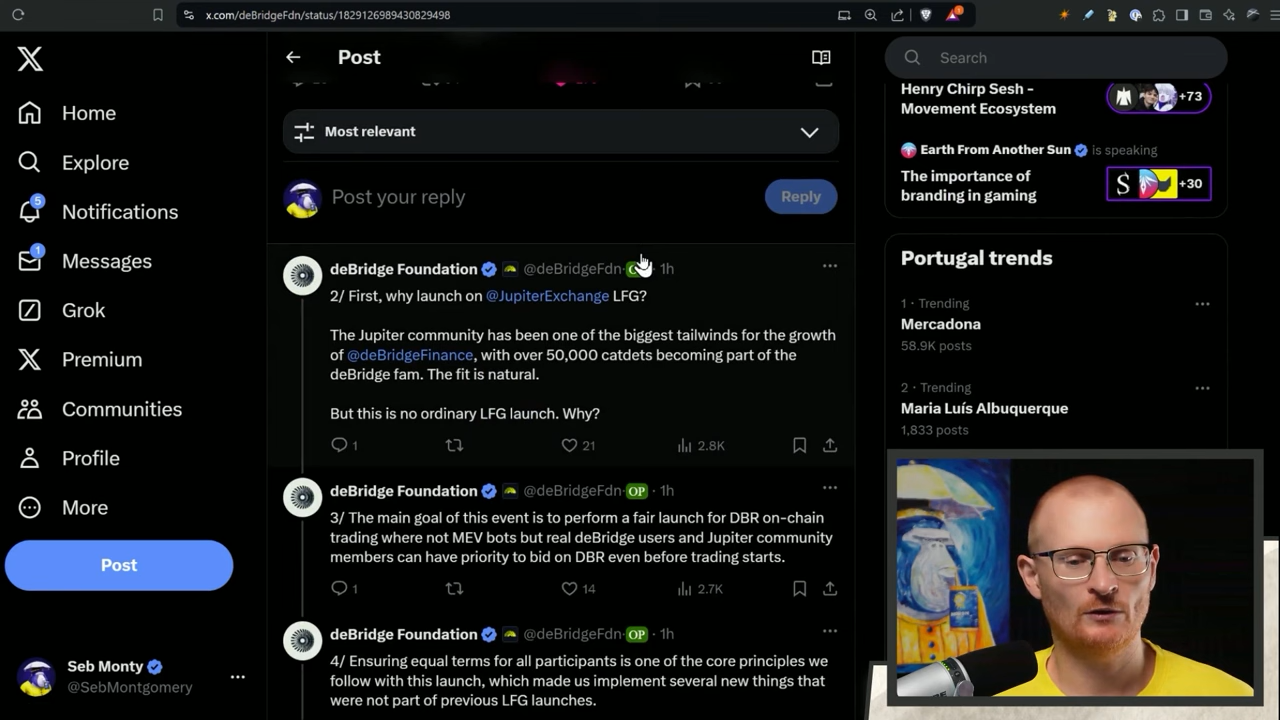 x.com/deBridgeFdn/status/1829126989430829498
Post
Most relevant
Post your reply
Reply
Home
Explore
5
Notifications
1
Messages
Grok
Premium
Communities
Profile
More
Post
Seb Monty
@SebMontgomery
deBridge Foundation @deBridgeFdn · 1h
2/ First, why launch on @JupiterExchange LFG?
The Jupiter community has been one of the biggest tailwinds for the growth
of @deBridgeFinance, with over 50,000 catdets becoming part of the
deBridge fam. The fit is natural.
But this is no ordinary LFG launch. Why?
1 21 2.8K
deBridge Foundation @deBridgeFdn · OP · 1h
3/ The main goal of this event is to perform a fair launch for DBR on-chain
trading where not MEV bots but real deBridge users and Jupiter community
members can have priority to bid on DBR even before trading starts.
1 14 2.7K
deBridge Foundation @deBridgeFdn · OP · 1h
4/ Ensuring equal terms for all participants is one of the core principles we
follow with this launch, which made us implement several new things that
were not part of previous LFG launches.
Search
Henry Chirp Sesh -
Movement Ecosystem
+73
Earth From Another Sun is speaking
The importance of
branding in gaming
S
+30
Portugal trends
1 · Trending
Mercadona
58.9K posts
2 · Trending
Maria Luís Albuquerque
1,833 posts